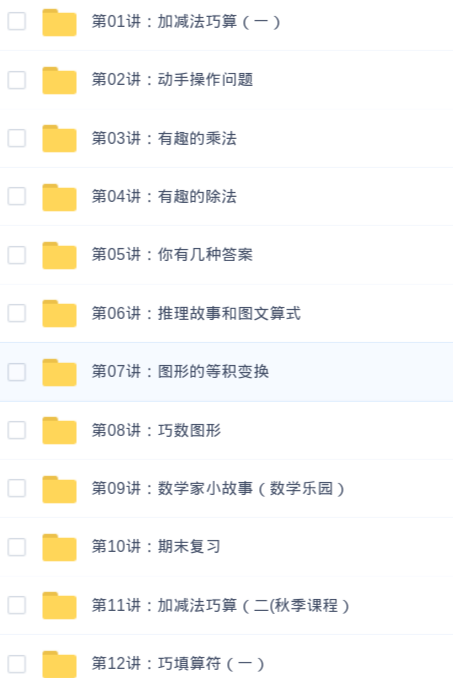 第01讲：加减法巧算（一）
第02讲：动手操作问题
第03讲：有趣的乘法
第04讲：有趣的除法
第05讲：你有几种答案
第06讲：推理故事和图文算式
第07讲：图形的等积变换
第08讲：巧数图形
第09讲：数学家小故事（数学乐园）
第10讲：期末复习
第11讲：加减法巧算（二(秋季课程）
第12讲：巧填算符（一）